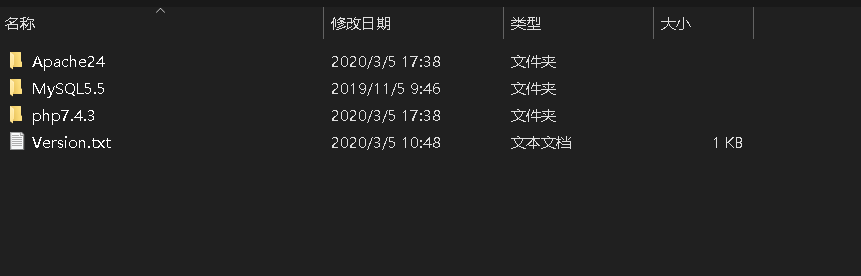 名称 修改日期 类型 大小
Apache24 2020/3/5 17:38 文件夹
MySQL5.5 2019/11/5 9:46 文件夹
php7.4.3 2020/3/5 17:38 文件夹
Version.txt 2020/3/5 10:48 文本文档 1 KB